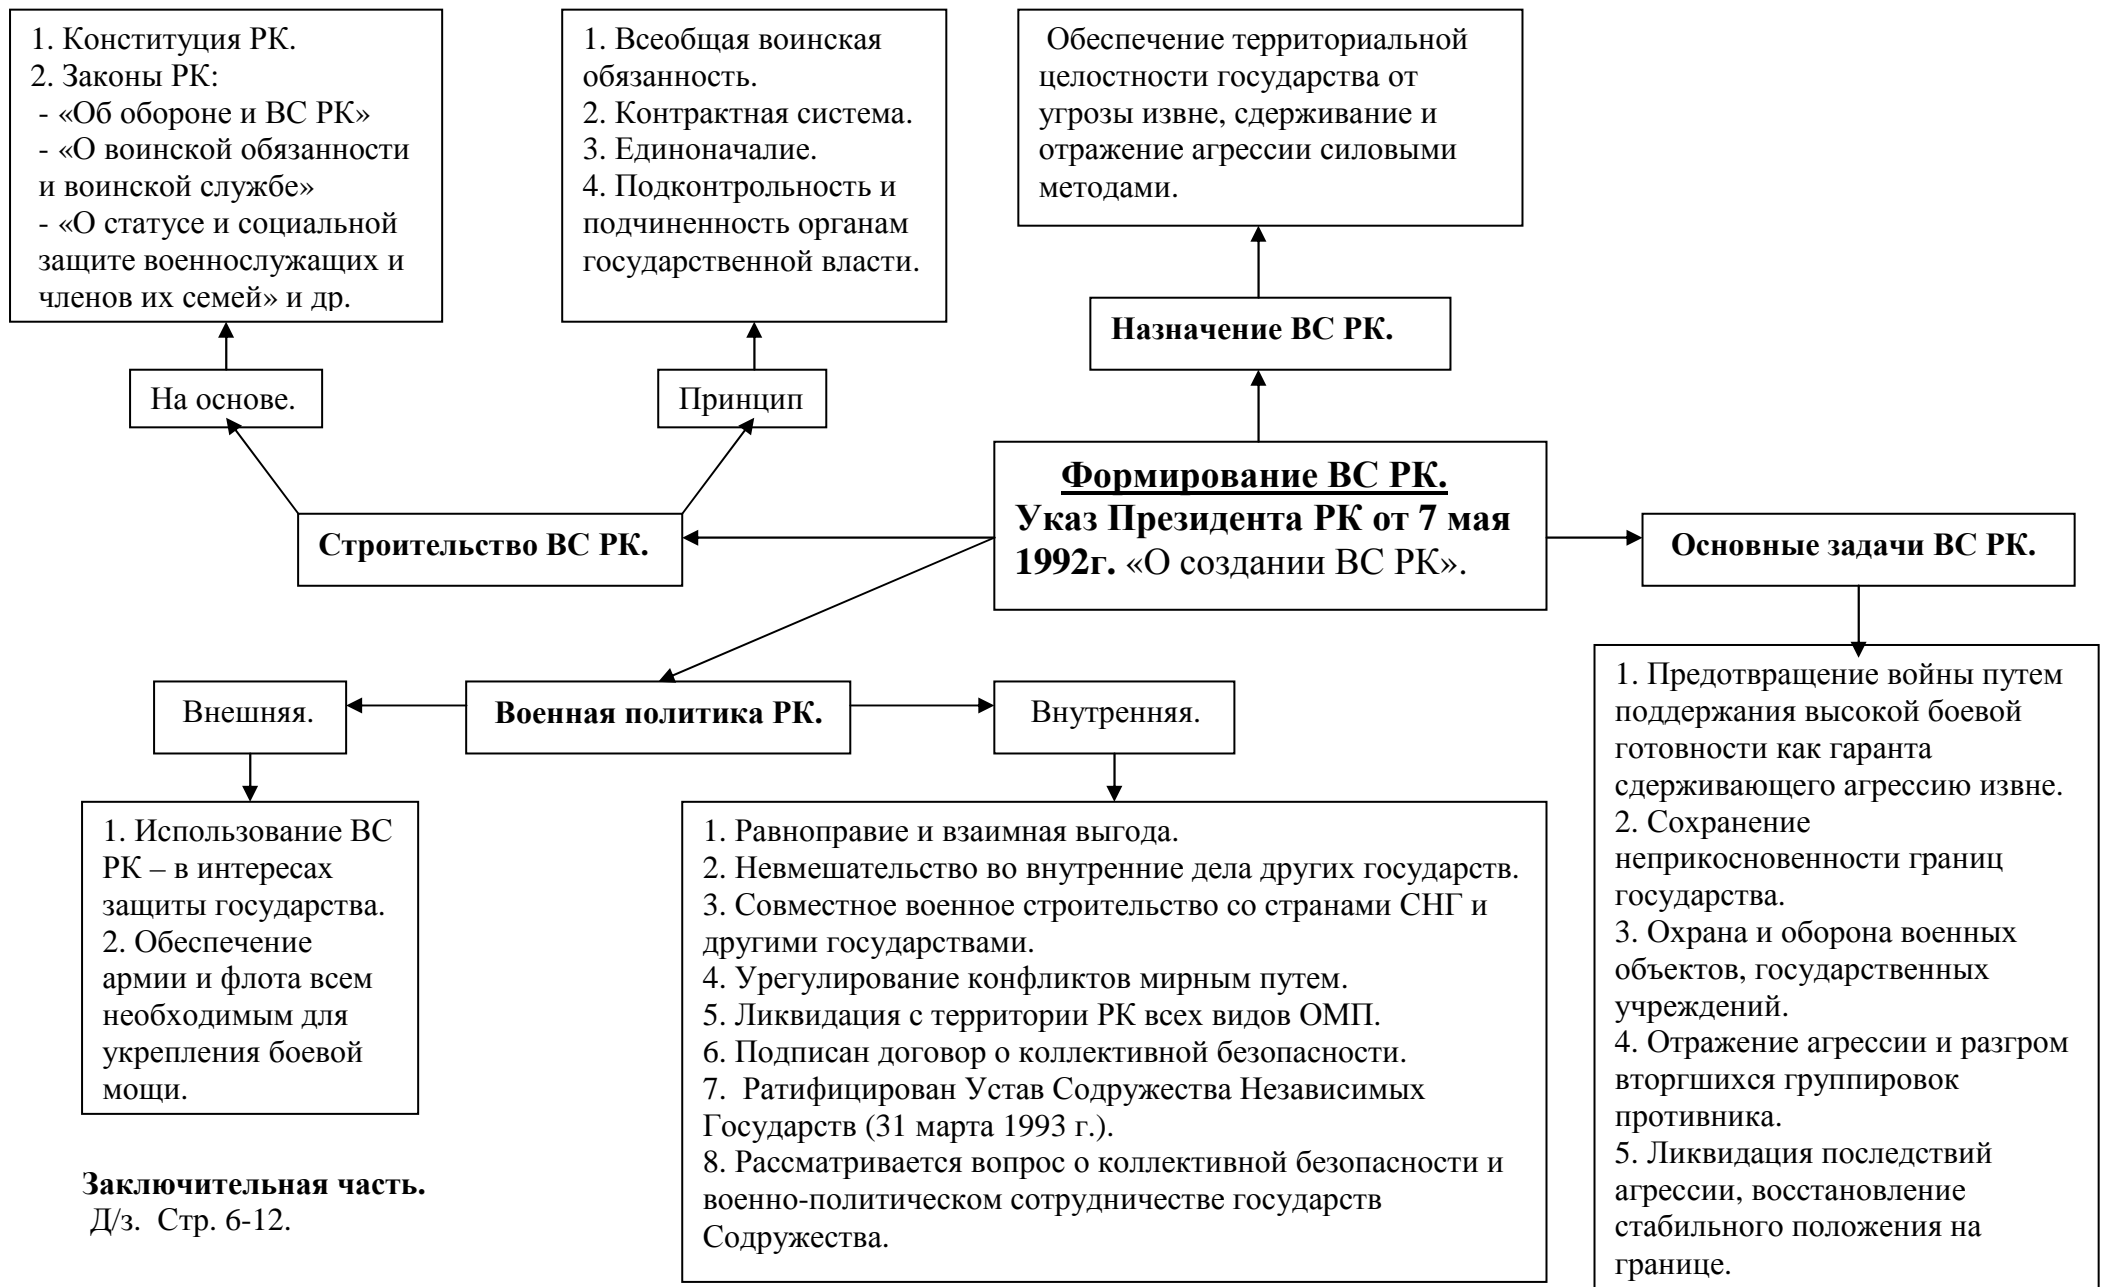 1. Конституция РК.
2. Законы РК:
- «Об обороне и ВС РК»
- «О воинской обязанности
и воинской службе»
- «О статусе и социальной
защите военнослужащих и
членов их семей» и др.
1. Всеобщая воинская
обязанность.
2. Контрактная система.
3. Единоначалие.
4. Подконтрольность и
подчиненность органам
государственной власти.
Обеспечение территориальной
целостности государства от
угрозы извне, сдерживание и
отражение агрессии силовыми
методами.
Назначение ВС РК.
На основе.
Принцип
Формирование ВС РК.
Указ Президента РК от 7 мая
1992г. «О создании ВС РК».
Строительство ВС РК.
Основные задачи ВС РК.
Внешняя.
Военная политика РК.
Внутренняя.
1. Использование ВС
РК – в интересах
защиты государства.
2. Обеспечение
армии и флота всем
необходимым для
укрепления боевой
мощи.
1. Равноправие и взаимная выгода.
2. Невмешательство во внутренние дела других государств.
3. Совместное военное строительство со странами СНГ и
другими государствами.
4. Урегулирование конфликтов мирным путем.
5. Ликвидация с территории РК всех видов ОМП.
6. Подписан договор о коллективной безопасности.
7. Ратифицирован Устав Содружества Независимых
Государств (31 марта 1993 г.).
8. Рассматривается вопрос о коллективной безопасности и
военно-политическом сотрудничестве государств
Содружества.
1. Предотвращение войны путем
поддержания высокой боевой
готовности как гаранта
сдерживающего агрессию извне.
2. Сохранение
неприкосновенности границ
государства.
3. Охрана и оборона военных
объектов, государственных
учреждений.
4. Отражение агрессии и разгром
вторгшихся группировок
противника.
5. Ликвидация последствий
агрессии, восстановление
стабильного положения на
границе.
Заключительная часть.
Д/з. Стр. 6-12.